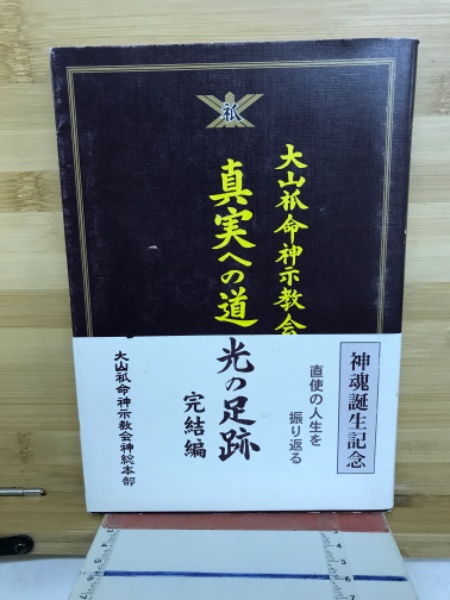 祇
大山祇命神示教会
真実への道
光の足跡
完結編
神魂誕生記念
直使の人生を
振り返る
大山祇命神示教会神総本部